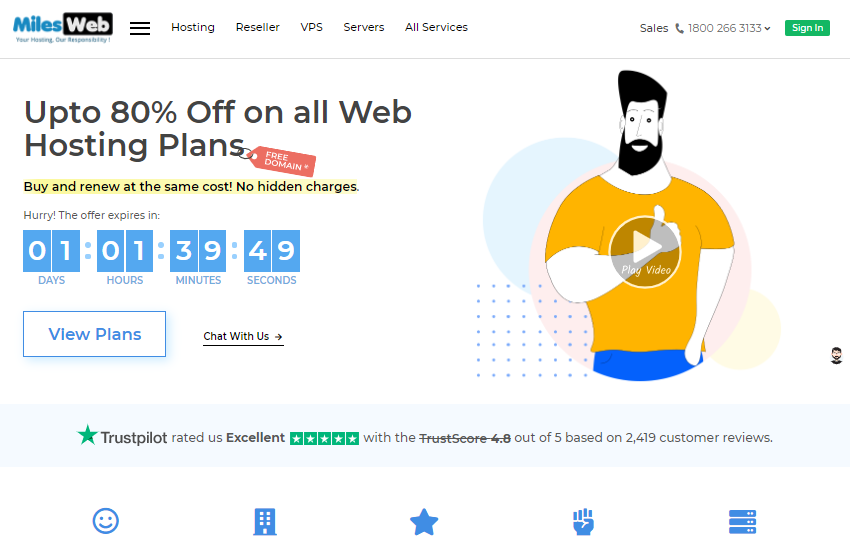 MilesWeb
Your Hosting, Our Responsibility !
Hosting Reseller VPS Servers All Services
Sales 1800 266 3133
Sign In
Upto 80% Off on all Web
Hosting Plans
FREE
DOMAIN *
Buy and renew at the same cost! No hidden charges.
Hurry! The offer expires in:
01 : 01 : 39 : 49
DAYS HOURS MINUTES SECONDS
View Plans
Chat With Us →
Play Video
Trustpilot rated us Excellent with the TrustScore 4.8 out of 5 based on 2,419 customer reviews.